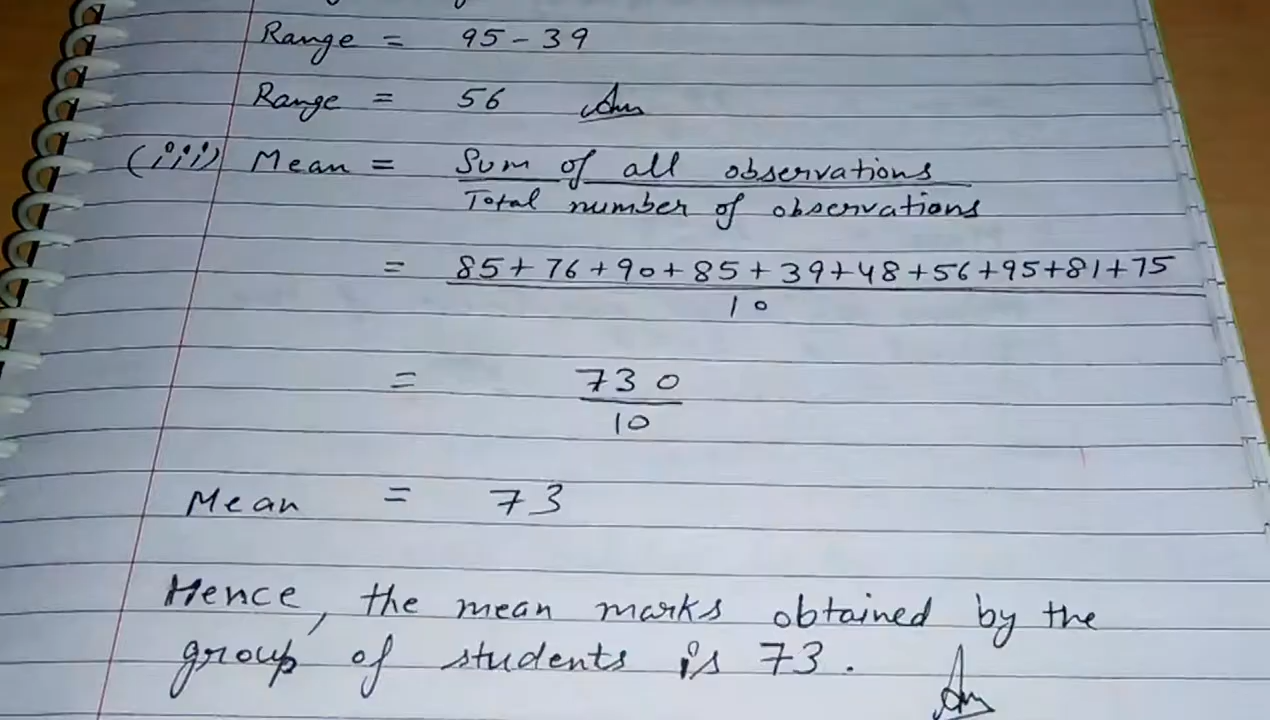 Range = 95 - 39
Range = 56 Ans
(iii) Mean = Sum of all observations
Total number of observations
= 85 + 76 + 90 + 85 + 39 + 48 + 56 + 95 + 81 + 75
10
= 730
10
Mean = 73
Hence, the mean marks obtained by the
group of students is 73.
Ans